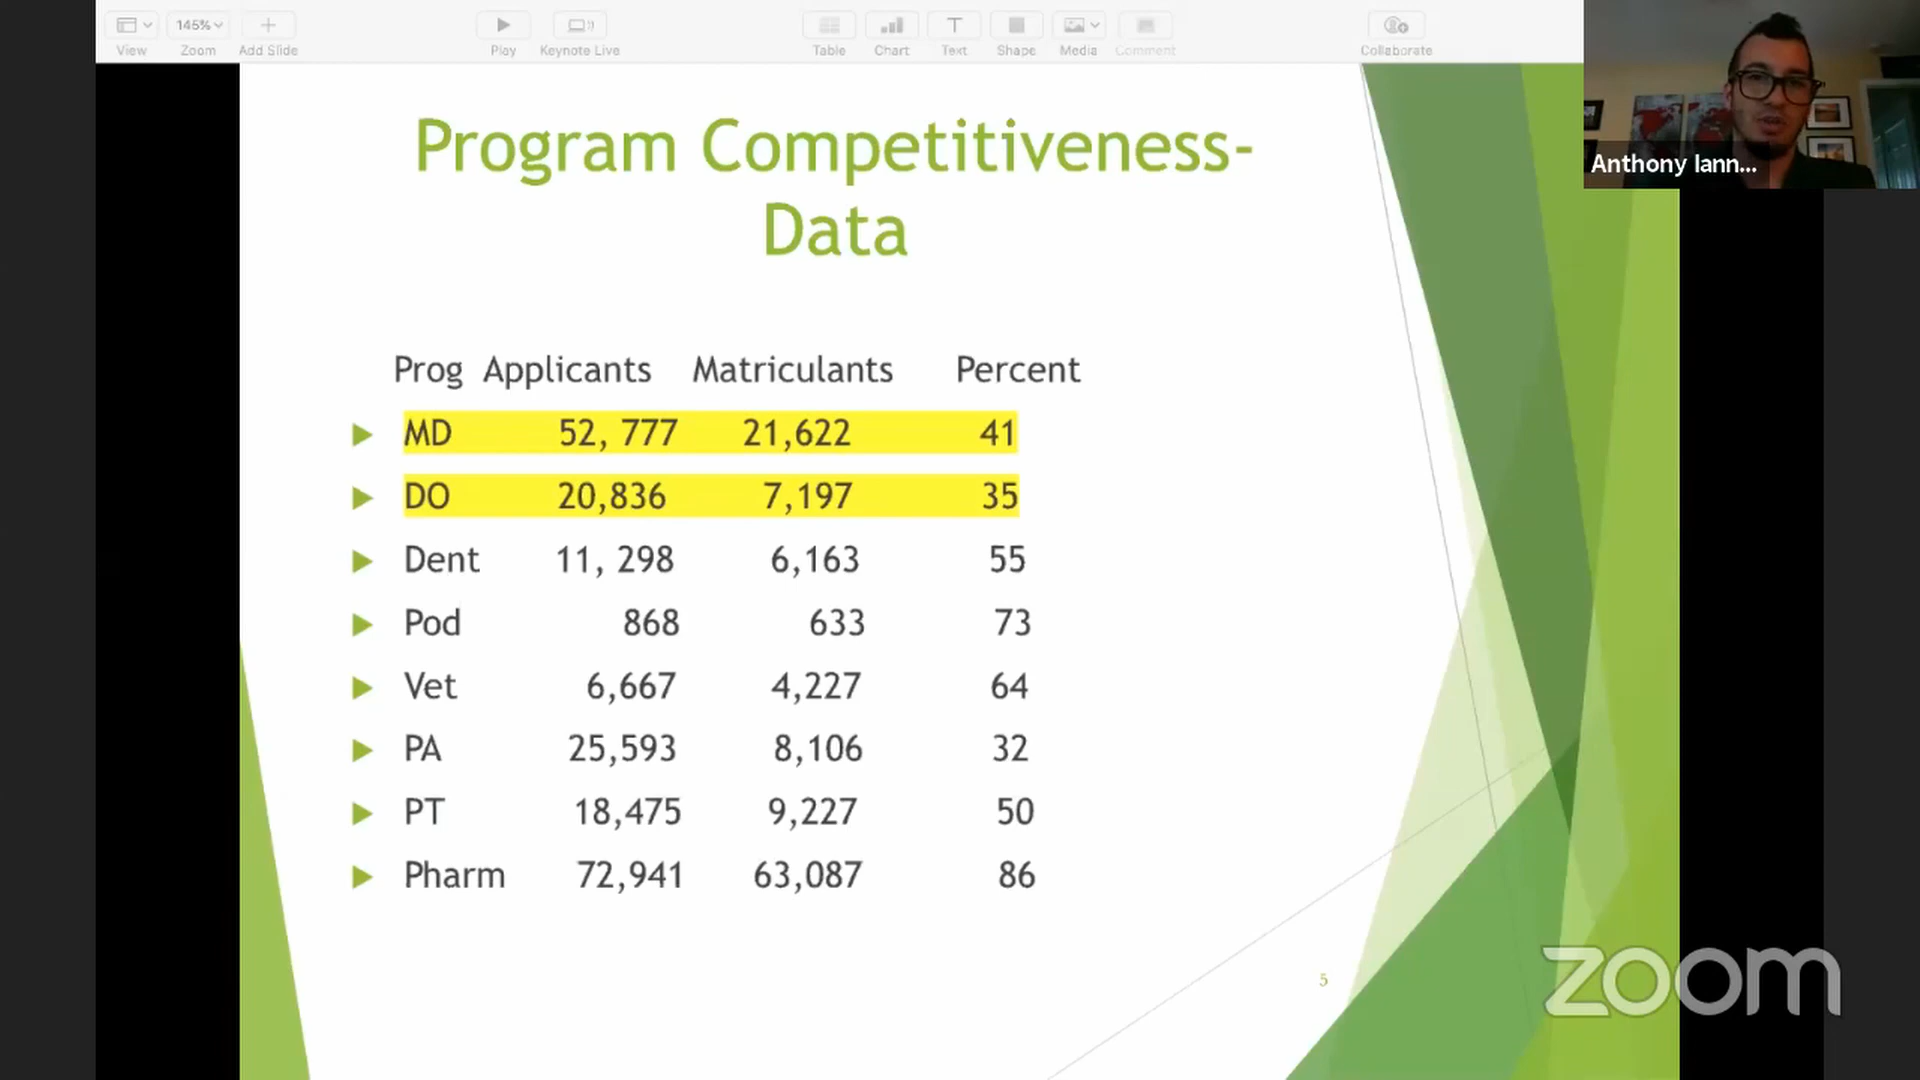 145%
View
Zoom
Add Slide
Play
Keynote Live
Table
Chart
Text
Shape
Media
Comment
Collaborate
Anthony Iann...
Program Competitiveness-
Data
Prog Applicants Matriculants Percent
MD 52, 777 21,622 41
DO 20,836 7,197 35
Dent 11, 298 6,163 55
Pod 868 633 73
Vet 6,667 4,227 64
PA 25,593 8,106 32
PT 18,475 9,227 50
Pharm 72,941 63,087 86
5
zoom